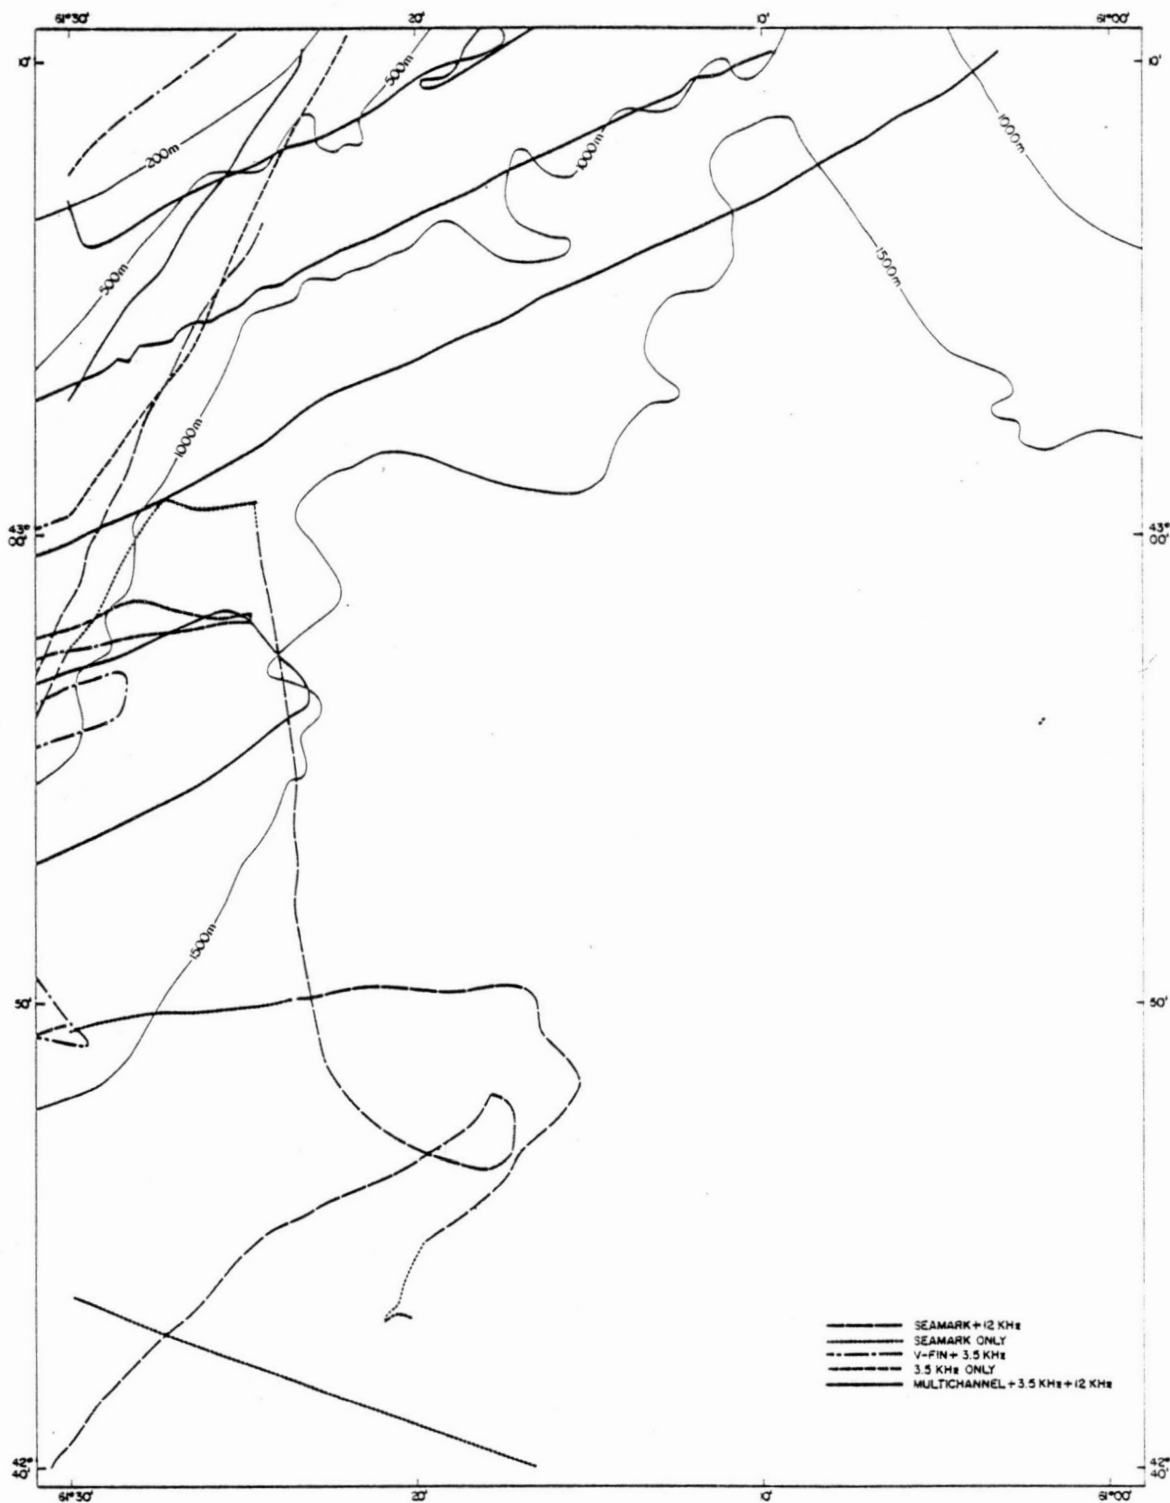 61°30' 20' 10' 61°00'
10' 10'
500m
200m
1000m
1000m
500m
1500m
1000m
43° 00' 43° 00'
1500m
50' 50'
SEAMARK+12 KHz
SEAMARK ONLY
V-FIN+ 3.5 KHz
3.5 KHz ONLY
MULTICHANNEL+3.5 KHz+12 KHz
42° 40' 42° 40'
61°30' 20' 10' 61°00'